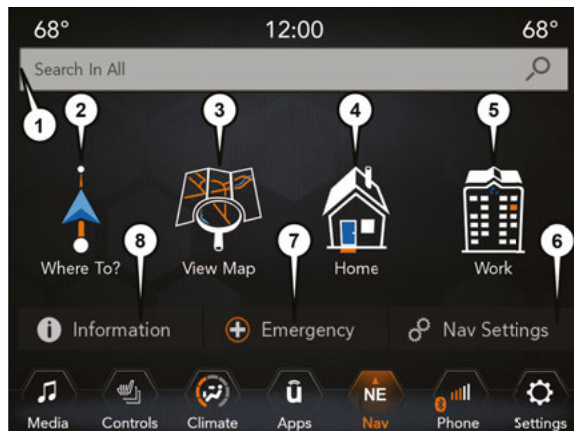 68° 12:00 68°
Search In All
1 2 3 4 5
Where To? View Map Home Work
8 7 6
i Information Emergency Nav Settings
û NE
Media Controls Climate Apps Nav Phone Settings